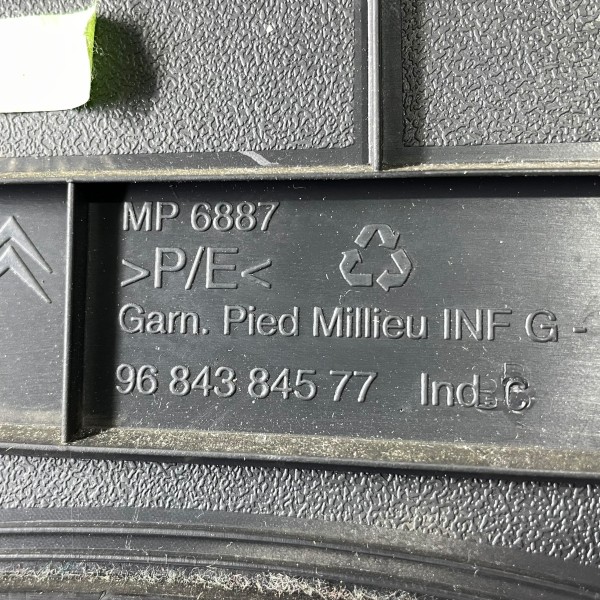 MP 6887
>P/E<
Garn. Pied Millieu INF G -
96 843 845 77 Ind C